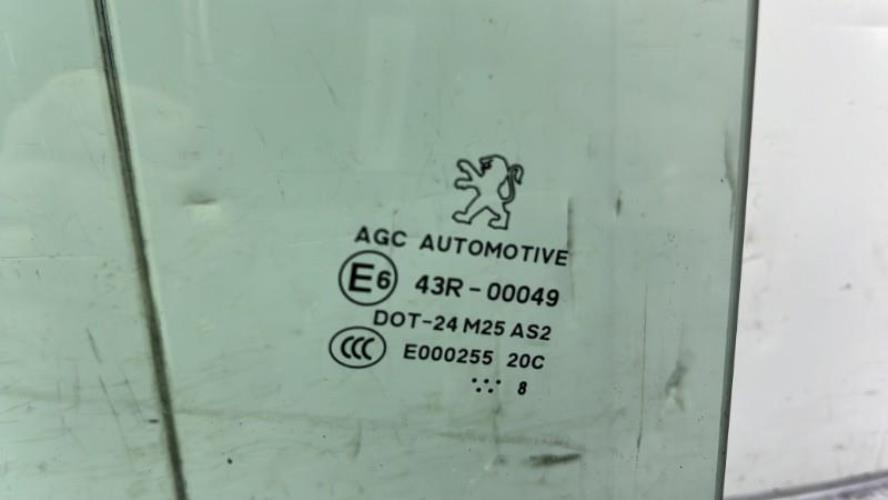 AGC AUTOMOTIVE
E6 43R-00049
DOT-24 M25 AS2
CCC E000255 20C
8